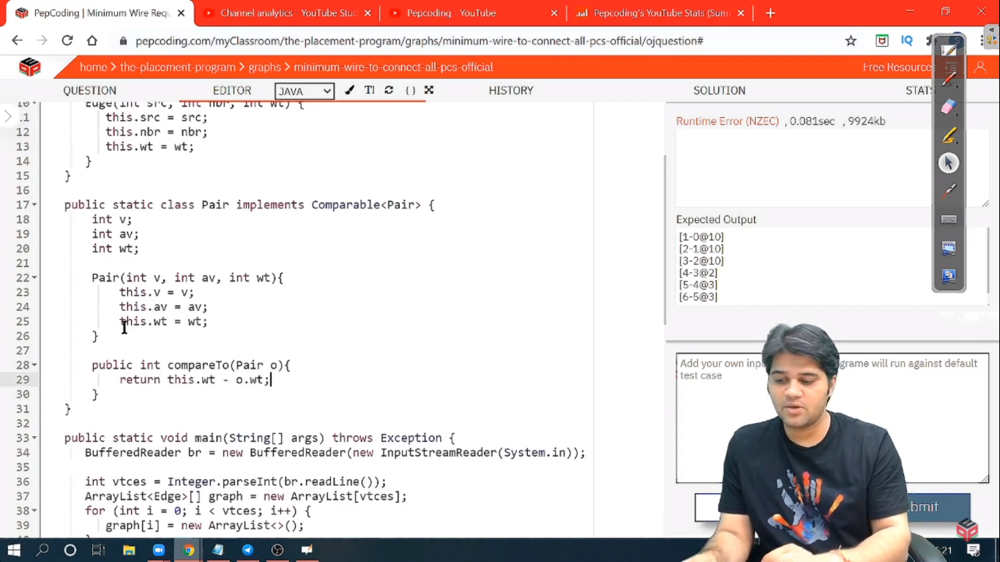 PepCoding | Minimum Wire Requ
Channel analytics - YouTube Stud
Pepcoding - YouTube
Pepcoding's YouTube Stats (Sum
pepcoding.com/myClassroom/the-placement-program/graphs/minimum-wire-to-connect-all-pcs-official/ojquestion#
IQ
home > the-placement-program > graphs > minimum-wire-to-connect-all-pcs-official
Free Resources
QUESTION
EDITOR
JAVA
HISTORY
SOLUTION
STATS
10 Edge(int src, int nbr, int wt) {
11 this.src = src;
12 this.nbr = nbr;
13 this.wt = wt;
14 }
15 }
16
17 public static class Pair implements Comparable<Pair> {
18 int v;
19 int av;
20 int wt;
21
22 Pair(int v, int av, int wt){
23 this.v = v;
24 this.av = av;
25 this.wt = wt;
26 }
27
28 public int compareTo(Pair o){
29 return this.wt - o.wt;
30 }
31 }
32
33 public static void main(String[] args) throws Exception {
34 BufferedReader br = new BufferedReader(new InputStreamReader(System.in));
35
36 int vtces = Integer.parseInt(br.readLine());
37 ArrayList<Edge>[] graph = new ArrayList[vtces];
38 for (int i = 0; i < vtces; i++) {
39 graph[i] = new ArrayList<>();
Runtime Error (NZEC) , 0.081sec , 9924kb
Expected Output
[1-0@10]
[2-1@10]
[3-2@10]
[4-3@2]
[5-4@3]
[6-5@3]
Add your own inp
grame will run against default
test case
bmit
:21